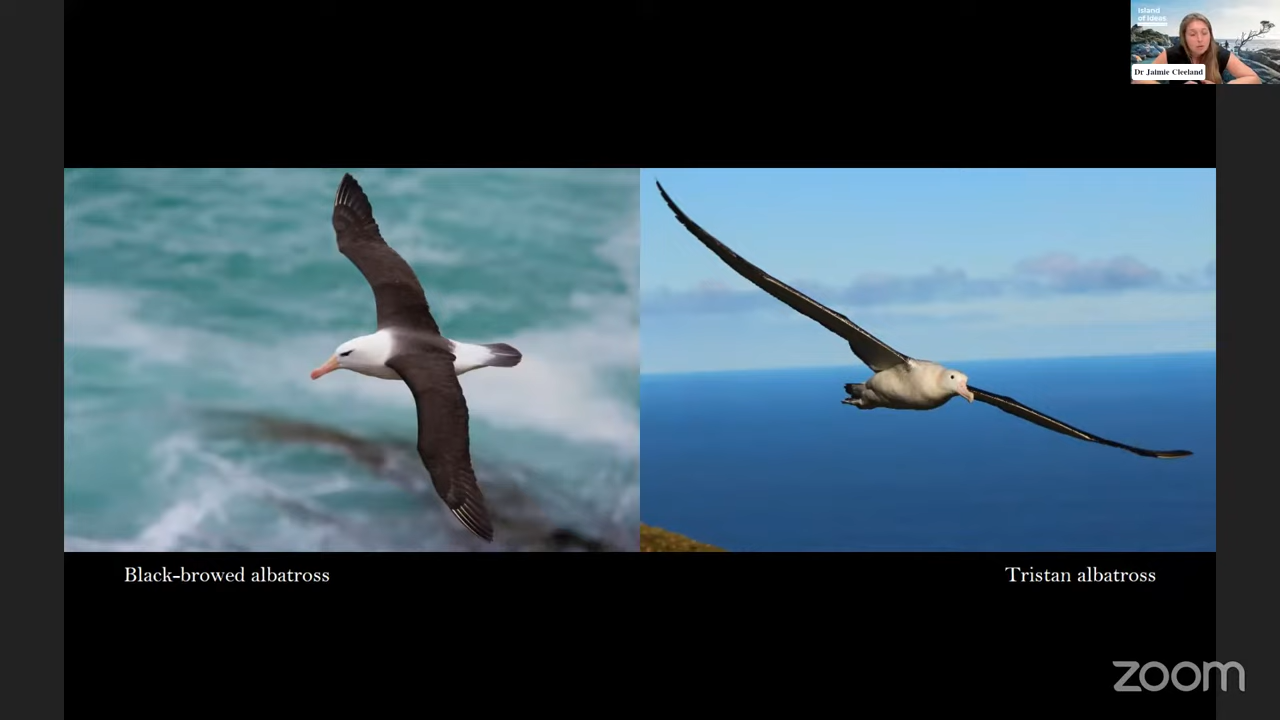 Island
of Ideas
Dr Jaimie Cleeland
Black-browed albatross
Tristan albatross
zoom